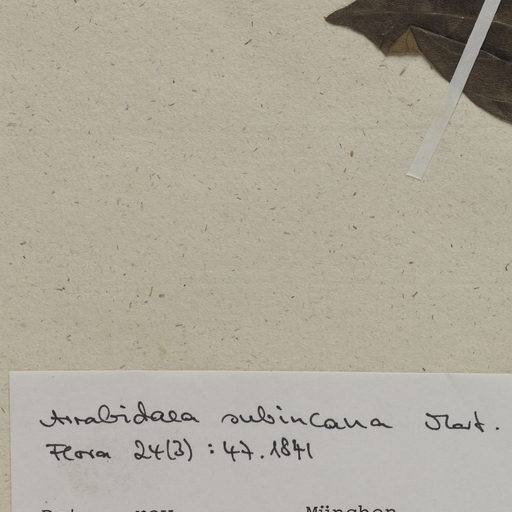 Arrabidaea subincana Mart.
Flora 24(3) : 47. 1841
München